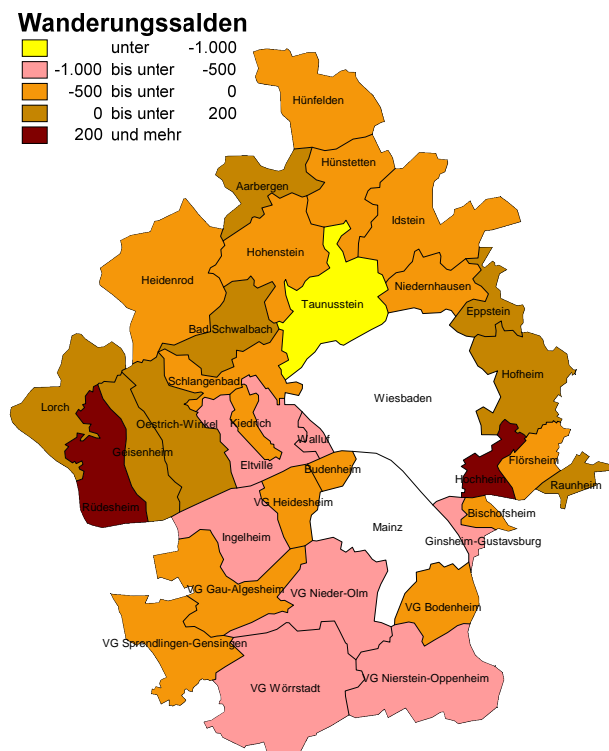 Wanderungssalden
unter -1.000
-1.000 bis unter -500
-500 bis unter 0
0 bis unter 200
200 und mehr
Hünfelden
Hünstetten
Aarbergen
Idstein
Hohenstein
Heidenrod
Niedernhausen
Taunusstein
Eppstein
Bad Schwalbach
Hofheim
Schlangenbad
Wiesbaden
Lorch
Oestrich-Winkel
Kiedrich
Walluf
Geisenheim
Flörsheim
Eltville
Budenheim
Hochheim
Raunheim
VG Heidesheim
Rüdesheim
Bischofsheim
Mainz
Ingelheim
Ginsheim-Gustavsburg
VG Gau-Algesheim
VG Nieder-Olm
VG Bodenheim
VG Sprendlingen-Gensingen
VG Nierstein-Oppenheim
VG Wörrstadt